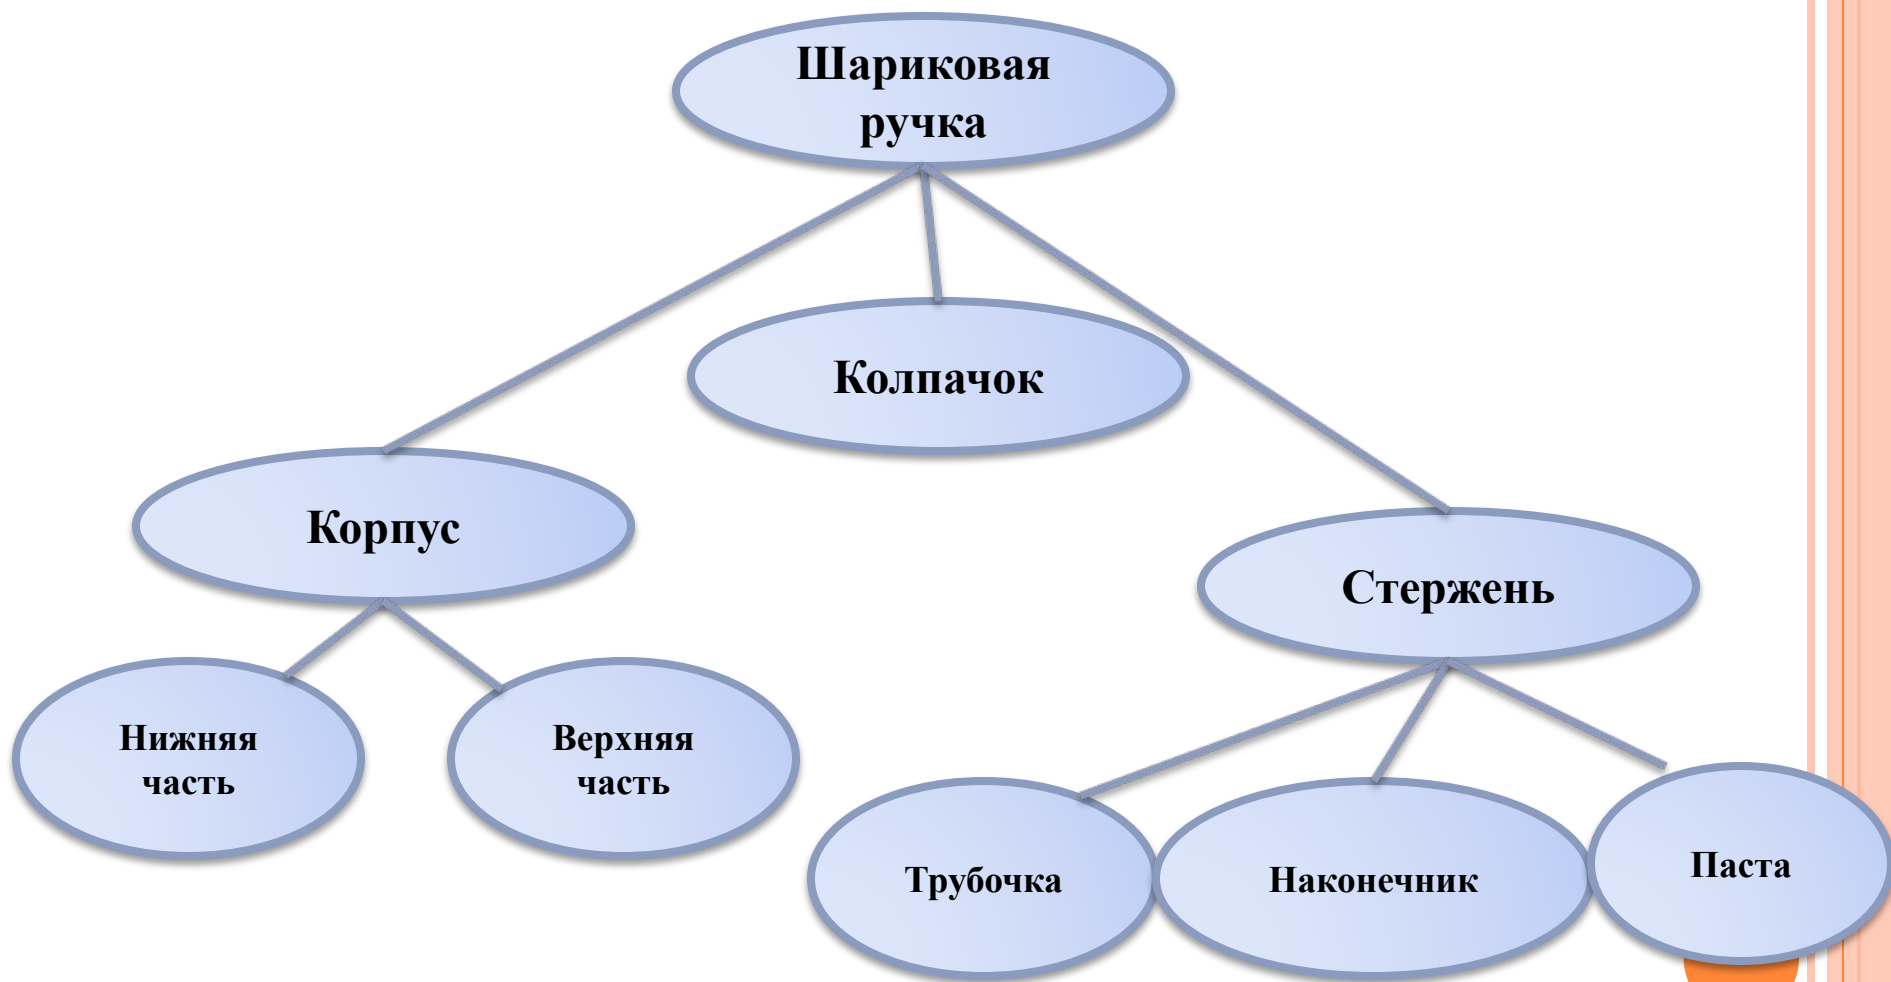 Шариковая
ручка
Колпачок
Корпус
Стержень
Нижняя
часть
Верхняя
часть
Трубочка
Наконечник
Паста